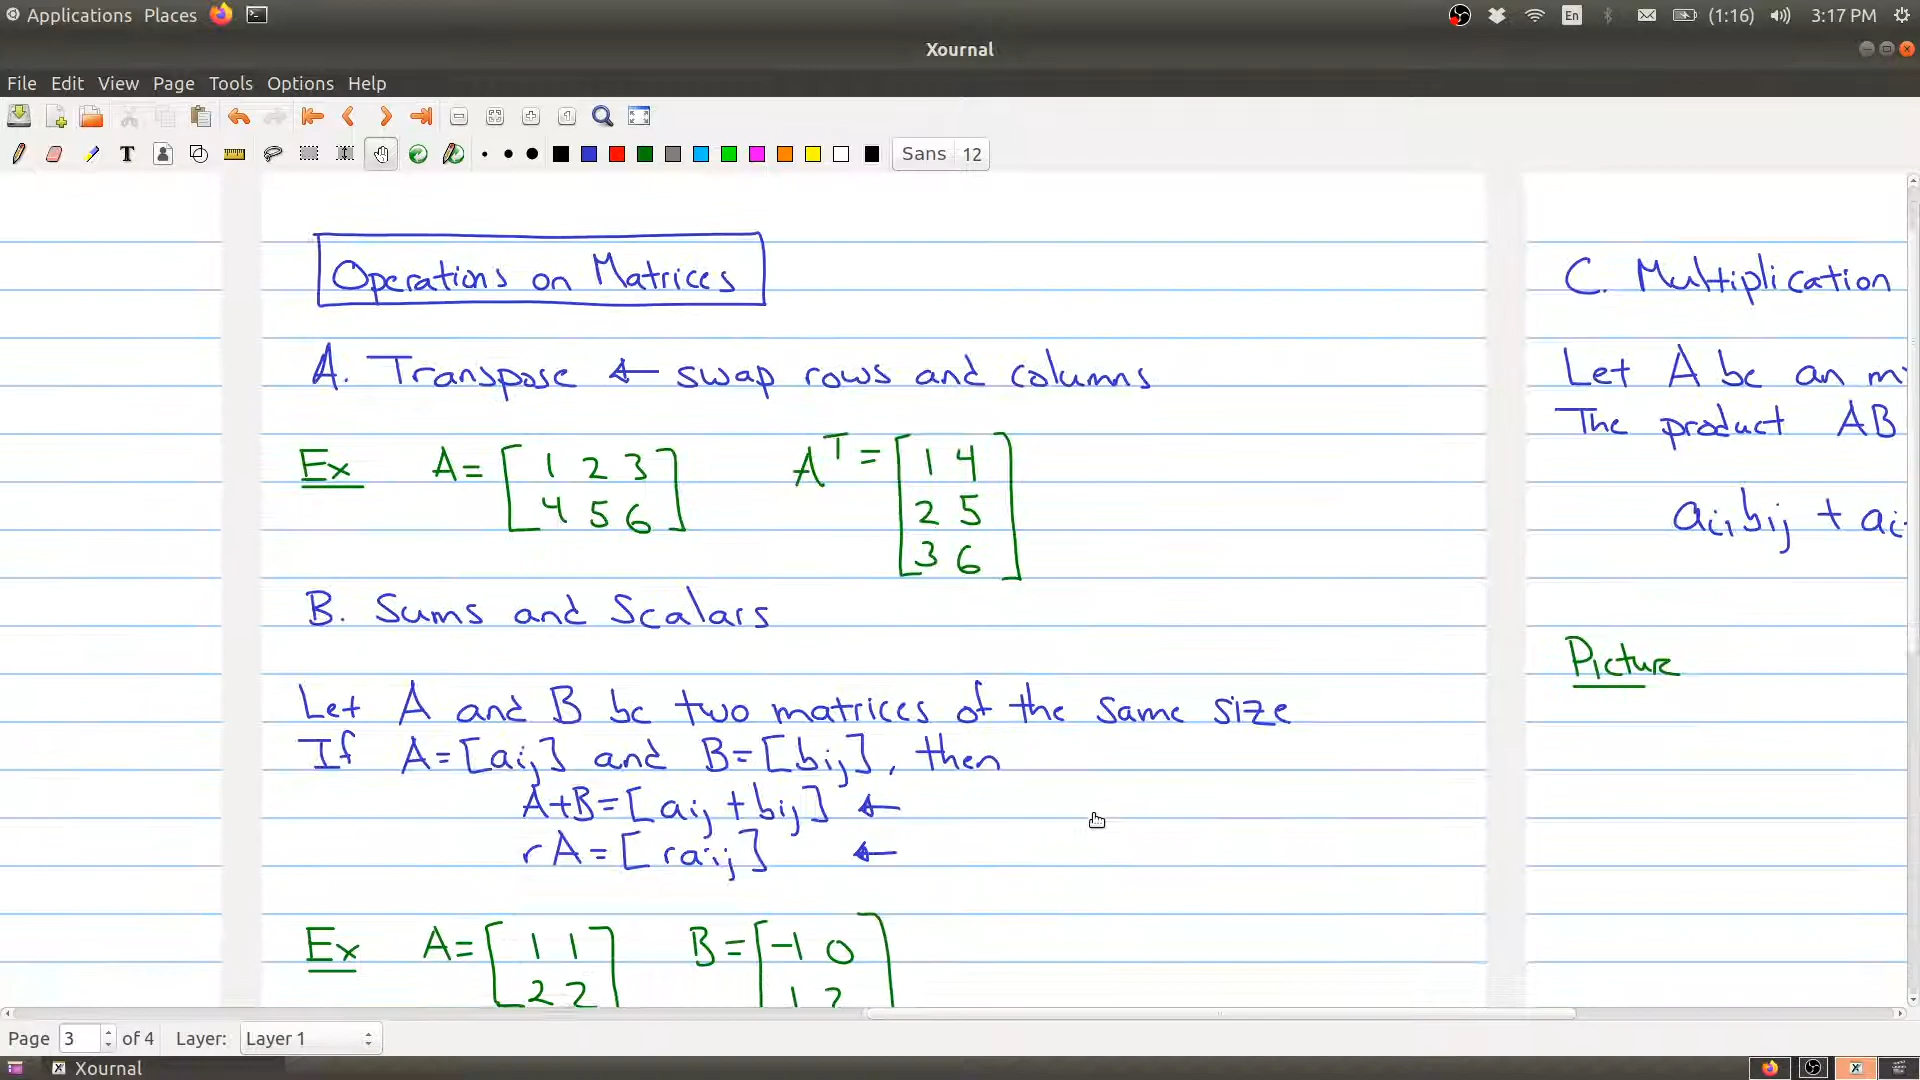 Applications Places En (1:16) 3:17 PM
Xournal
File Edit View Page Tools Options Help
T Sans 12
Operations on Matrices
A. Transpose ← swap rows and columns
Ex A = [ 1 2 3
4 5 6 ]
Aᵀ = [ 1 4
2 5
3 6 ]
B. Sums and Scalars
Let A and B be two matrices of the same size
If A = [aij] and B = [bij], then
A+B = [aij + bij] ←
rA = [raij] ←
Ex A = [ 1 1
2 2
B = [ -1 0
1 2
C. Multiplication
Let A be an m
The product AB
ai1bij + ai
Picture
Page 3 of 4 Layer: Layer 1
Xournal